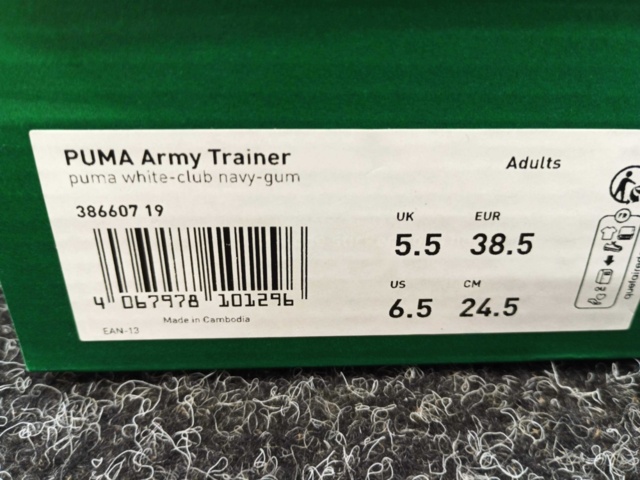 PUMA Army Trainer
Adults
puma white-club navy-gum
386607 19
UK EUR
5.5 38.5
US CM
6.5 24.5
4 067978 101296
Made in Cambodia
EAN-13
FR